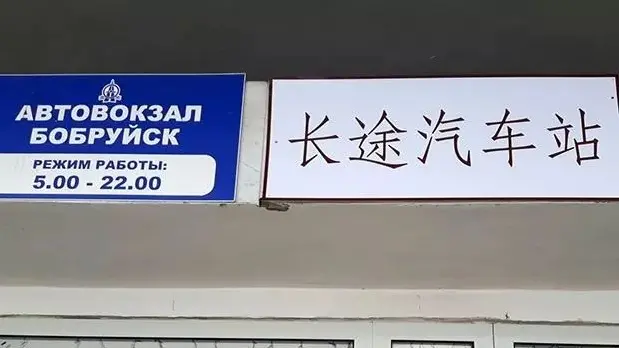 АВТОВОКЗАЛ
БОБРУЙСК
РЕЖИМ РАБОТЫ:
5.00 - 22.00
长途汽车站